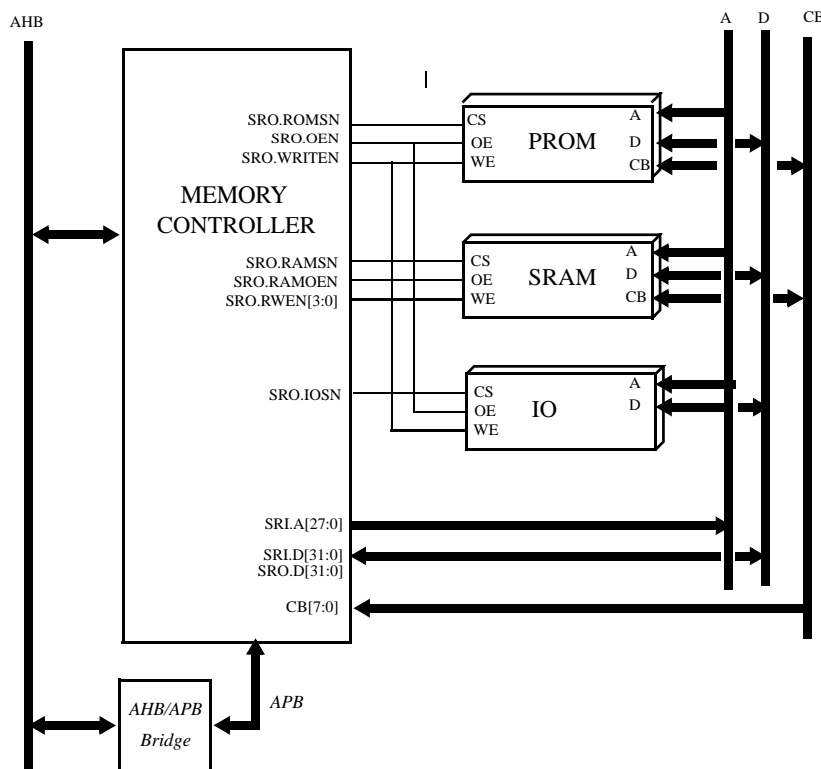 AHB
A D CB
SRO.ROMSN
SRO.OEN
SRO.WRITEN
MEMORY
CONTROLLER
CS
OE
WE
PROM
A
D
CB
SRO.RAMSN
SRO.RAMOEN
SRO.RWEN[3:0]
CS
OE
WE
SRAM
A
D
CB
SRO.IOSN
CS
OE
WE
IO
A
D
SRI.A[27:0]
SRI.D[31:0]
SRO.D[31:0]
CB[7:0]
APB
AHB/APB
Bridge